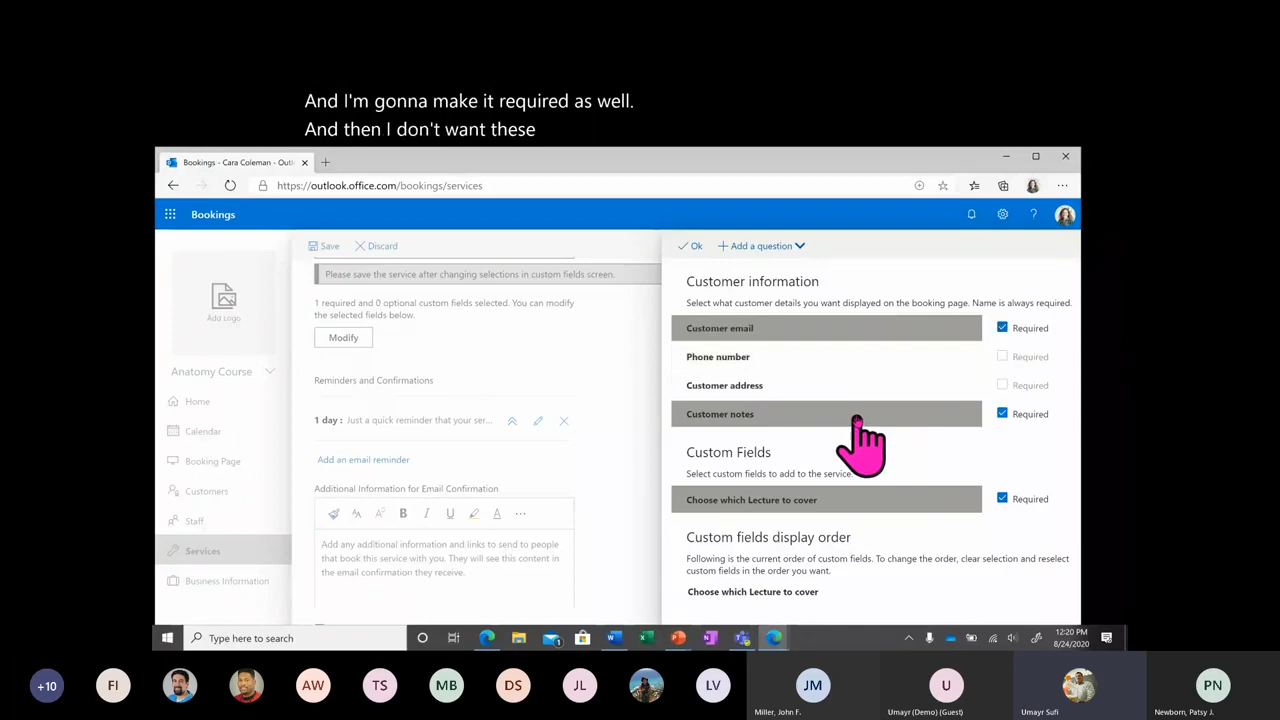 And I'm gonna make it required as well.
And then I don't want these
Bookings - Cara Coleman - Outl
https://outlook.office.com/bookings/services
Bookings
Save
Discard
Ok
Add a question
Add Logo
Anatomy Course
Home
Calendar
Booking Page
Customers
Staff
Services
Business Information
Please save the service after changing selections in custom fields screen.
1 required and 0 optional custom fields selected. You can modify
the selected fields below.
Modify
Reminders and Confirmations
1 day : Just a quick reminder that your ser...
Add an email reminder
Additional Information for Email Confirmation
B I U A ...
Add any additional information and links to send to people
that book this service with you. They will see this content in
the email confirmation they receive.
Customer information
Select what customer details you want displayed on the booking page. Name is always required.
Customer email Required
Phone number Required
Customer address Required
Customer notes Required
Custom Fields
Select custom fields to add to the service.
Choose which Lecture to cover Required
Custom fields display order
Following is the current order of custom fields. To change the order, clear selection and reselect
custom fields in the order you want.
Choose which Lecture to cover
Type here to search
12:20 PM
8/24/2020
+10 FI AW TS MB DS JL LV JM U PN
Miller, John F. Umayr (Demo) (Guest) Umayr Sufi Newborn, Patsy J.